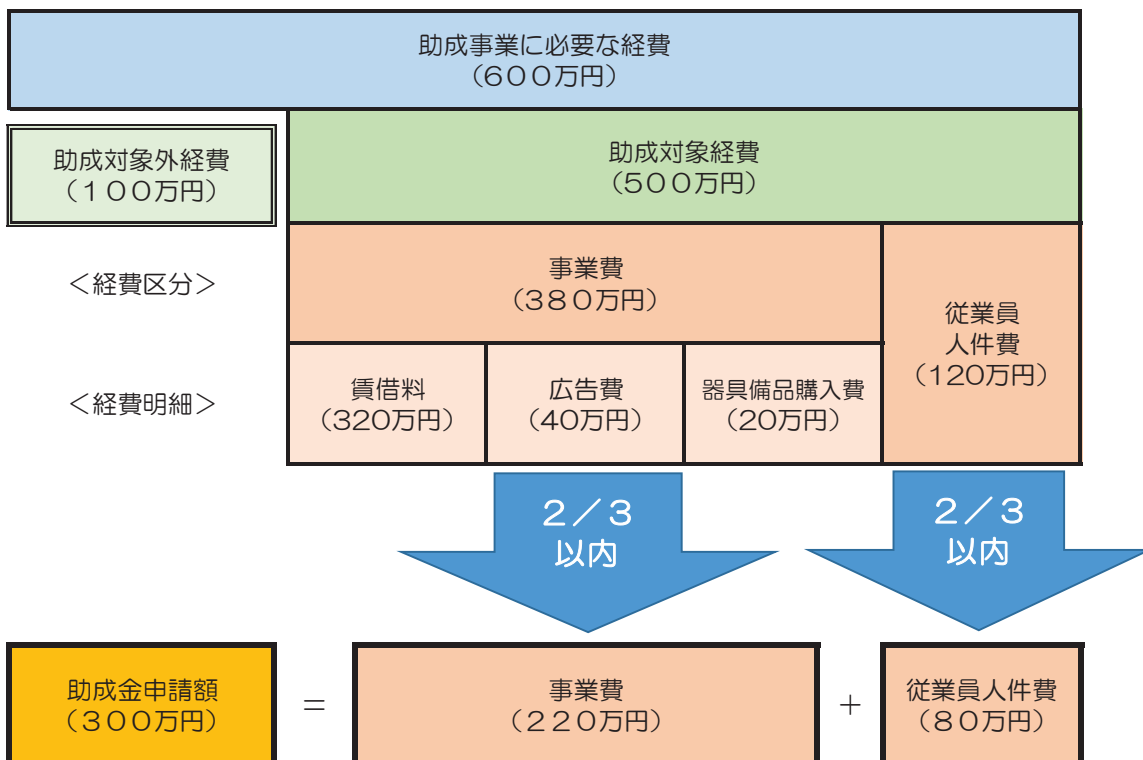 助成事業に必要な経費
（６００万円）
助成対象外経費
（１００万円）
助成対象経費
（５００万円）
＜経費区分＞
事業費
（３８０万円）
従業員
人件費
（120万円）
＜経費明細＞
賃借料
（320万円）
広告費
（40万円）
器具備品購入費
（20万円）
２／３
以内
２／３
以内
助成金申請額
（３００万円）
＝
事業費
（２２０万円）
＋
従業員人件費
（８０万円）